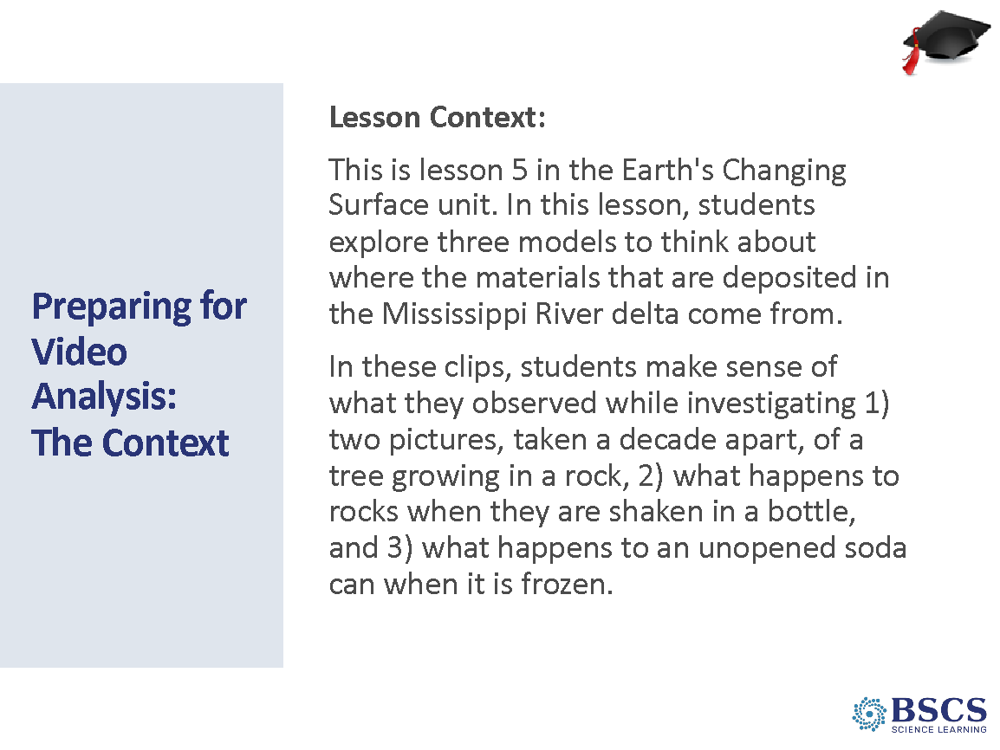 Preparing for
Video
Analysis:
The Context
Lesson Context:
This is lesson 5 in the Earth's Changing
Surface unit. In this lesson, students
explore three models to think about
where the materials that are deposited in
the Mississippi River delta come from.
In these clips, students make sense of
what they observed while investigating 1)
two pictures, taken a decade apart, of a
tree growing in a rock, 2) what happens to
rocks when they are shaken in a bottle,
and 3) what happens to an unopened soda
can when it is frozen.
BSCS
SCIENCE LEARNING